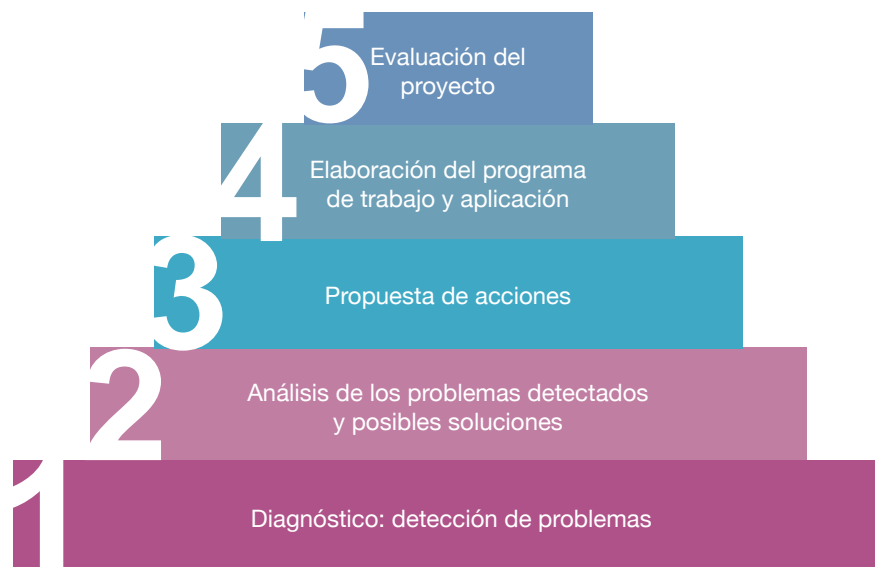 5
Evaluación del
proyecto
4
Elaboración del programa
de trabajo y aplicación
3
Propuesta de acciones
2
Análisis de los problemas detectados
y posibles soluciones
1
Diagnóstico: detección de problemas